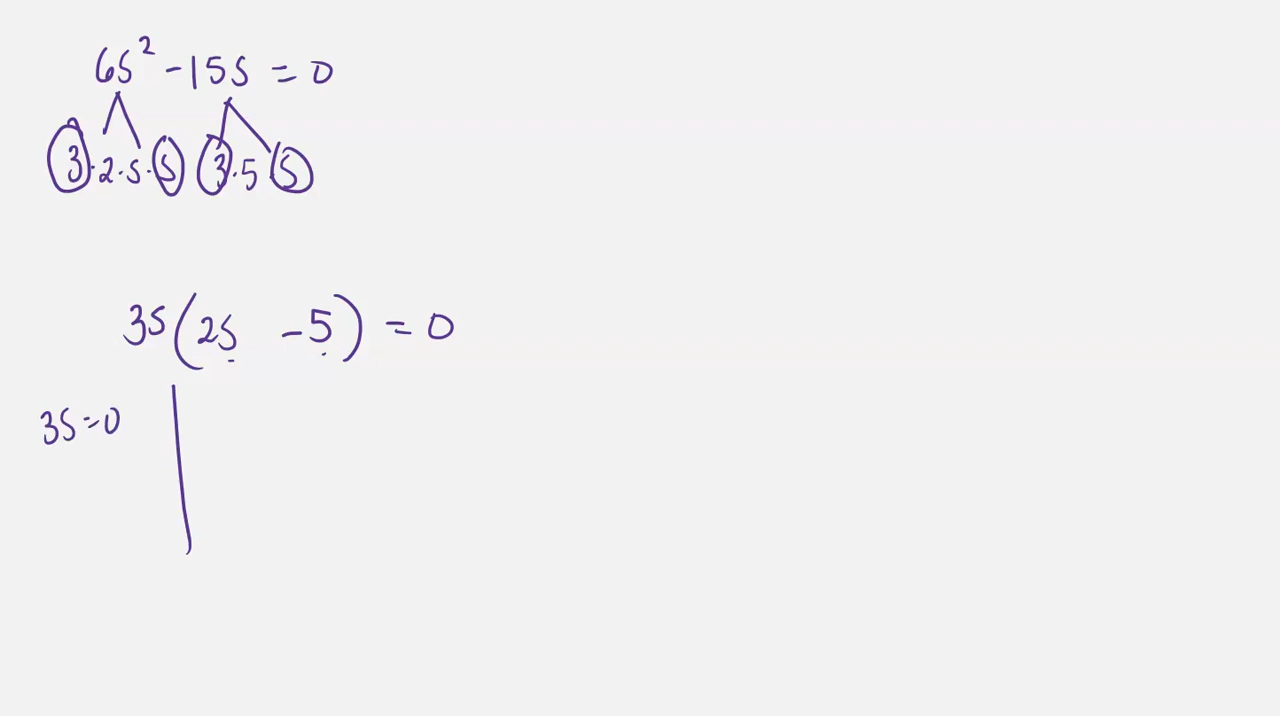 6s² - 15s = 0
3·2·s·s 3·5 s
3s(2s - 5) = 0
3s = 0